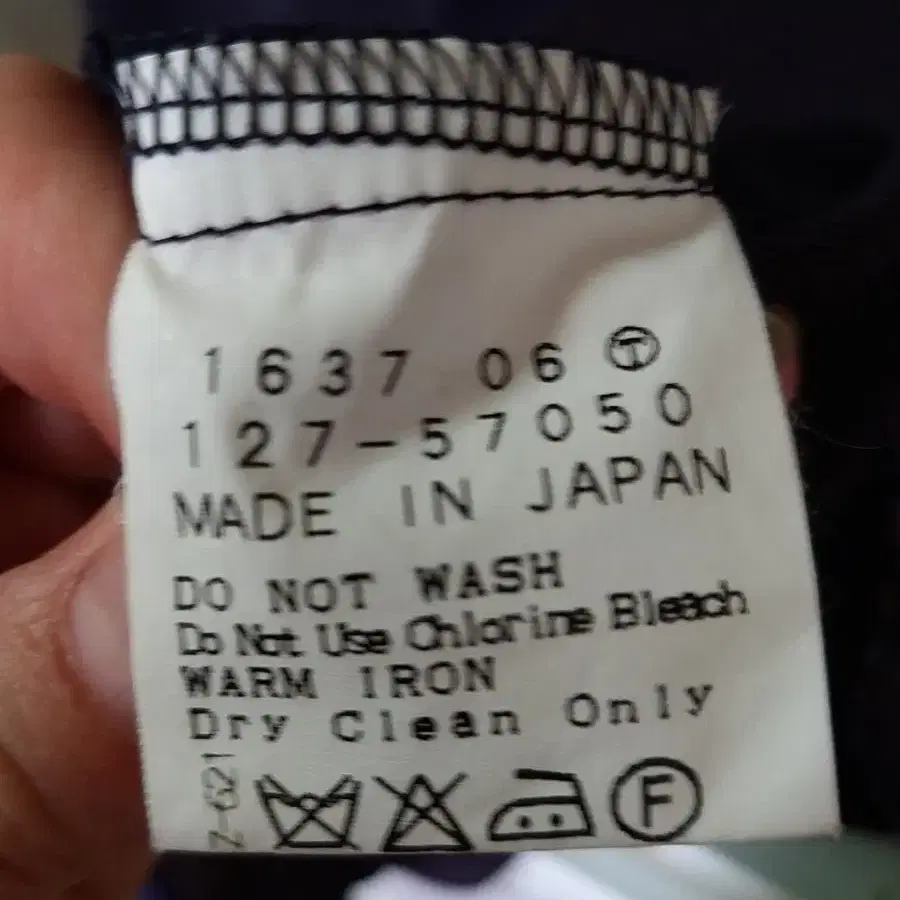 1637 06 Ⓣ
127-57050
MADE IN JAPAN
DO NOT WASH
Do Not Use Chlorine Bleach
WARM IRON
Dry Clean Only
Z-621
F